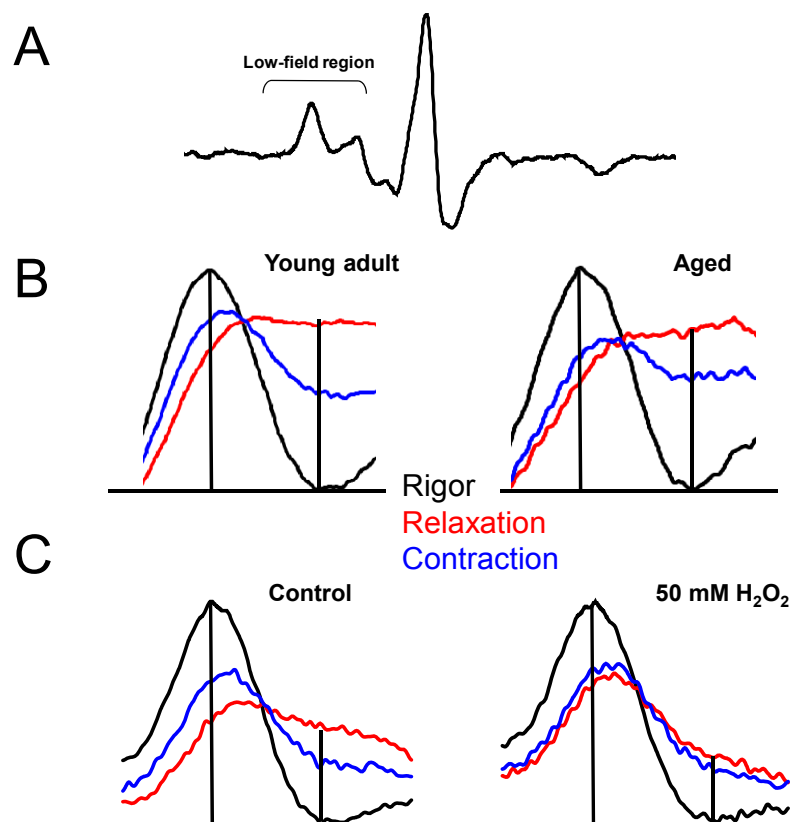 A
Low-field region
B
Young adult
Aged
Rigor
Relaxation
Contraction
C
Control
50 mM H₂O₂